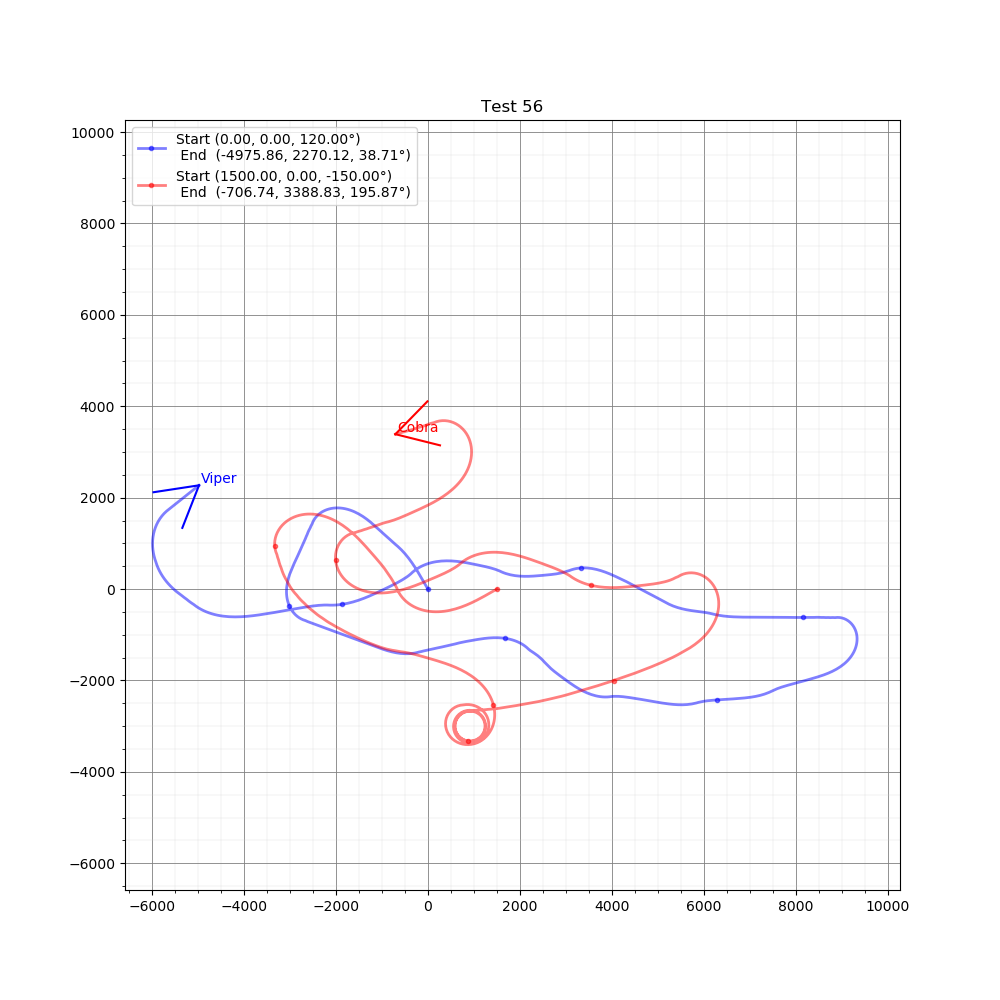 Test 56
Start (0.00, 0.00, 120.00°)
End (-4975.86, 2270.12, 38.71°)
Start (1500.00, 0.00, -150.00°)
End (-706.74, 3388.83, 195.87°)
10000
8000
6000
4000
2000
0
−2000
−4000
−6000
Cobra
Viper
−6000 −4000 −2000 0 2000 4000 6000 8000 10000